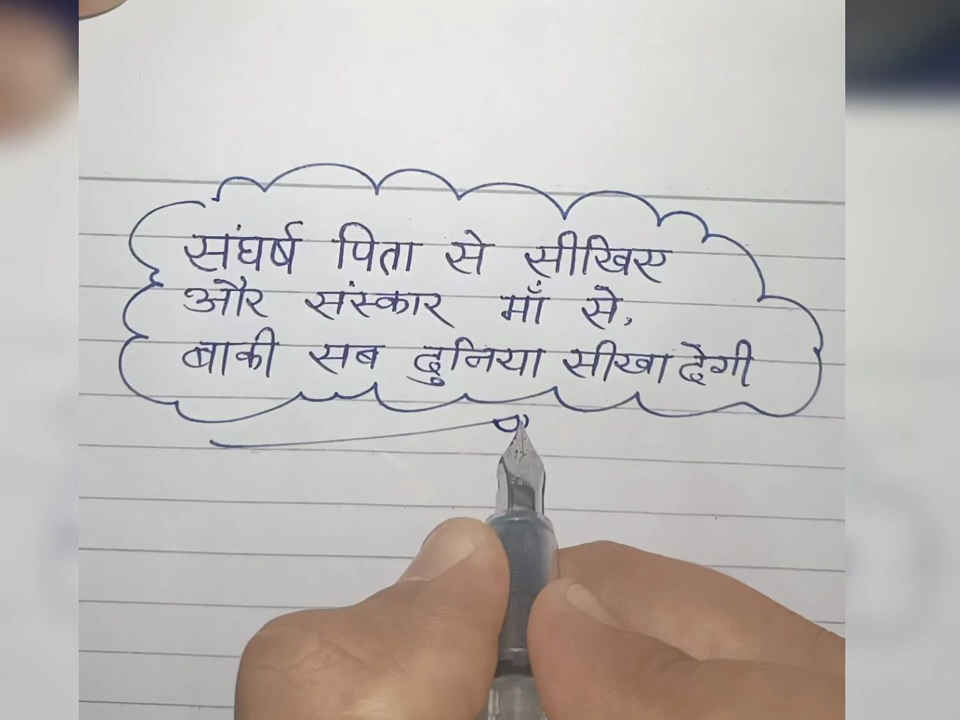 संघर्ष पिता से सीखिए
और संस्कार माँ से,
बाकी सब दुनिया सीखा देगी